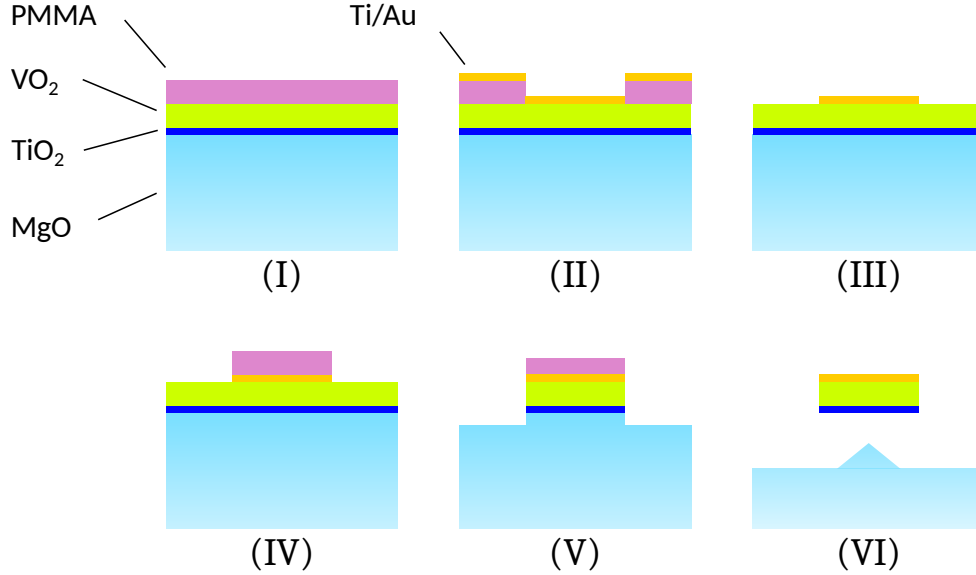 PMMA
VO₂
TiO₂
MgO
Ti/Au
(I)
(II)
(III)
(IV)
(V)
(VI)